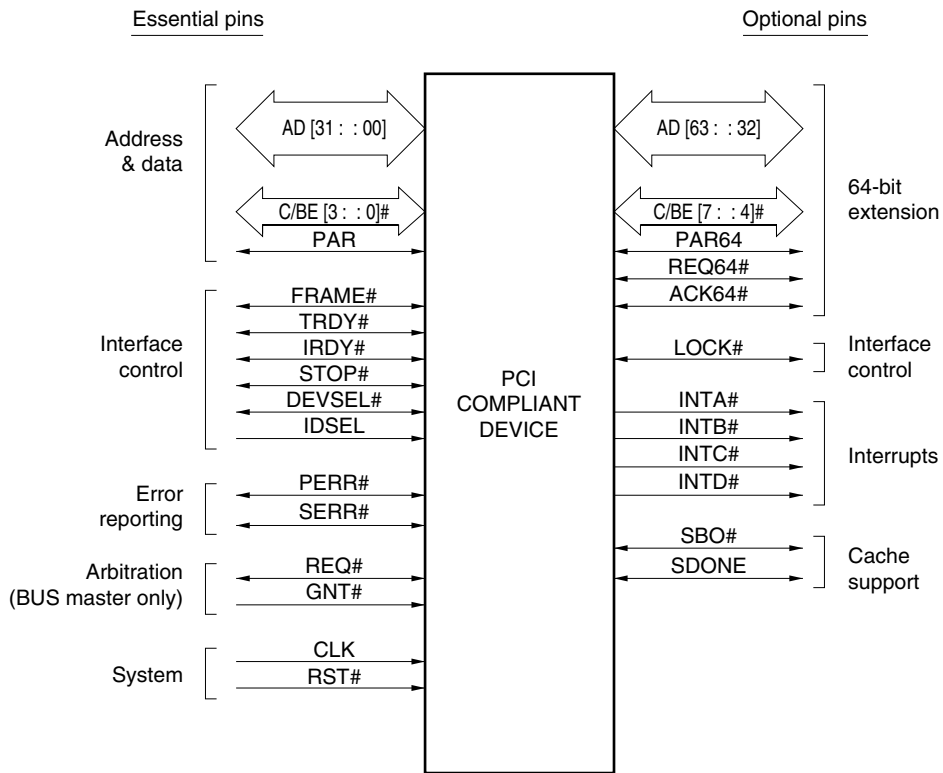 Essential pins
Optional pins
Address
& data
AD [31 : : 00]
C/BE [3 : : 0]#
PAR
Interface
control
FRAME#
TRDY#
IRDY#
STOP#
DEVSEL#
IDSEL
Error
reporting
PERR#
SERR#
Arbitration
(BUS master only)
REQ#
GNT#
System
CLK
RST#
PCI
COMPLIANT
DEVICE
AD [63 : : 32]
C/BE [7 : : 4]#
PAR64
REQ64#
ACK64#
64-bit
extension
LOCK#
Interface
control
INTA#
INTB#
INTC#
INTD#
Interrupts
SBO#
SDONE
Cache
support